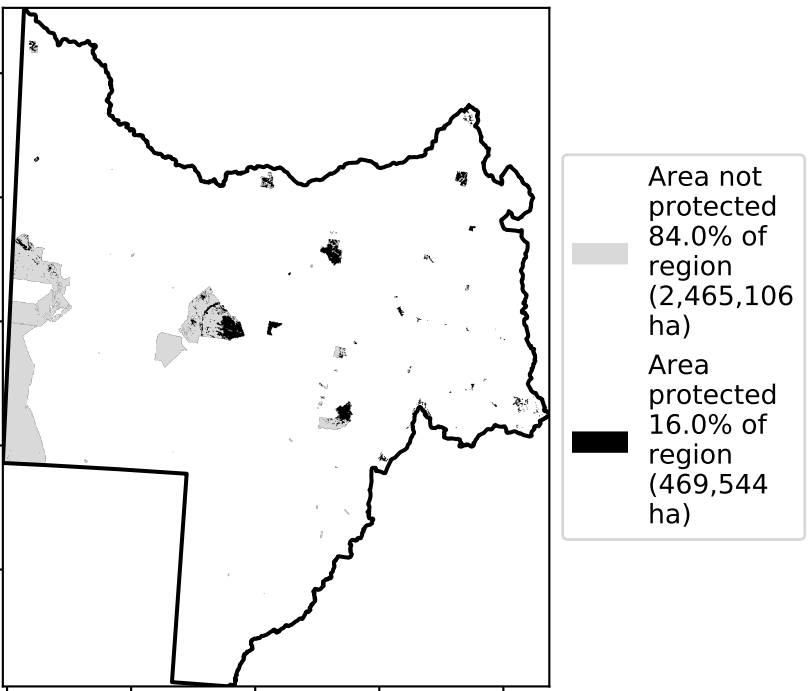 Area not
protected
84.0% of
region
(2,465,106
ha)
Area
protected
16.0% of
region
(469,544
ha)